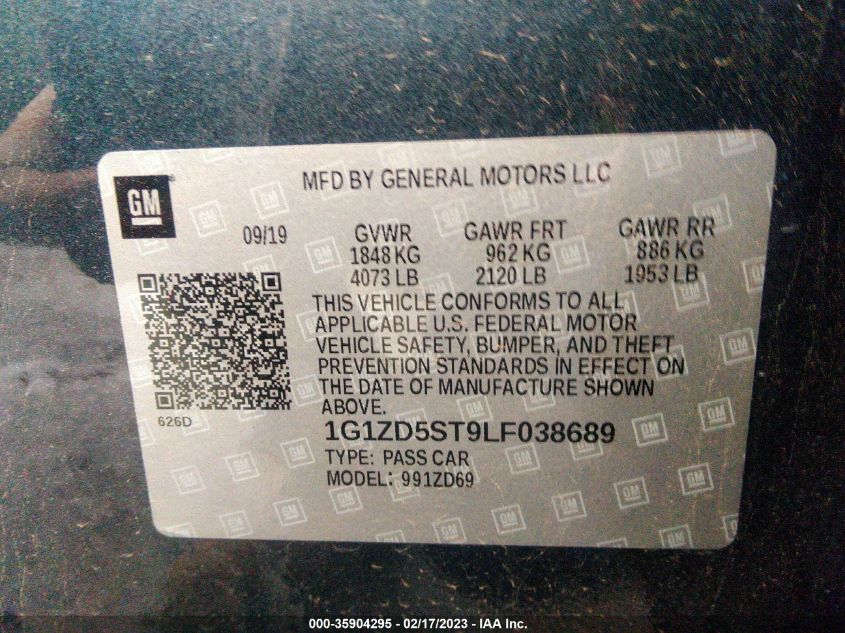 MFD BY GENERAL MOTORS LLC
GM
09/19 GVWR GAWR FRT GAWR RR
1848 KG 962 KG 886 KG
4073 LB 2120 LB 1953 LB
THIS VEHICLE CONFORMS TO ALL
APPLICABLE U.S. FEDERAL MOTOR
VEHICLE SAFETY, BUMPER, AND THEFT
PREVENTION STANDARDS IN EFFECT ON
THE DATE OF MANUFACTURE SHOWN
ABOVE.
626D
1G1ZD5ST9LF038689
TYPE: PASS CAR
MODEL: 991ZD69
000-35904295 - 02/17/2023 - IAA Inc.